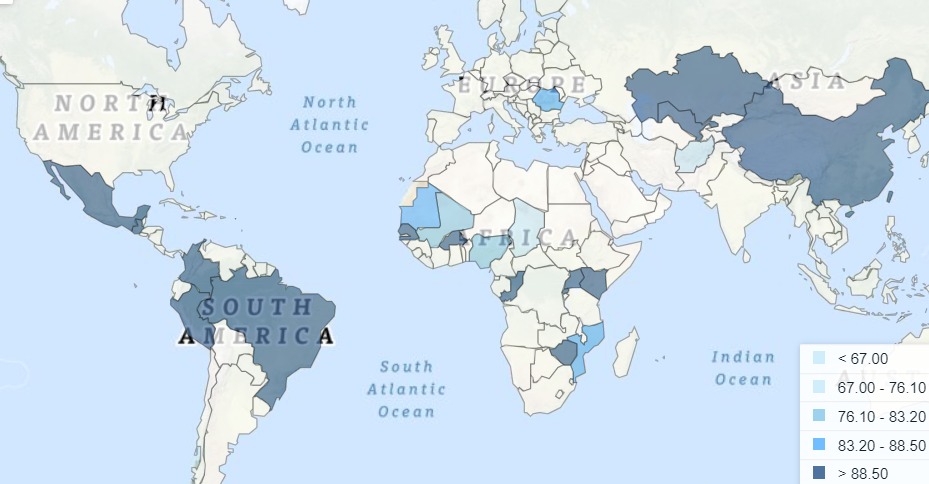 NORTH
AMERICA
North
Atlantic
Ocean
EUROPE
ASIA
AFRICA
SOUTH
AMERICA
South
Atlantic
Ocean
Indian
Ocean
< 67.00
67.00 - 76.10
76.10 - 83.20
83.20 - 88.50
> 88.50